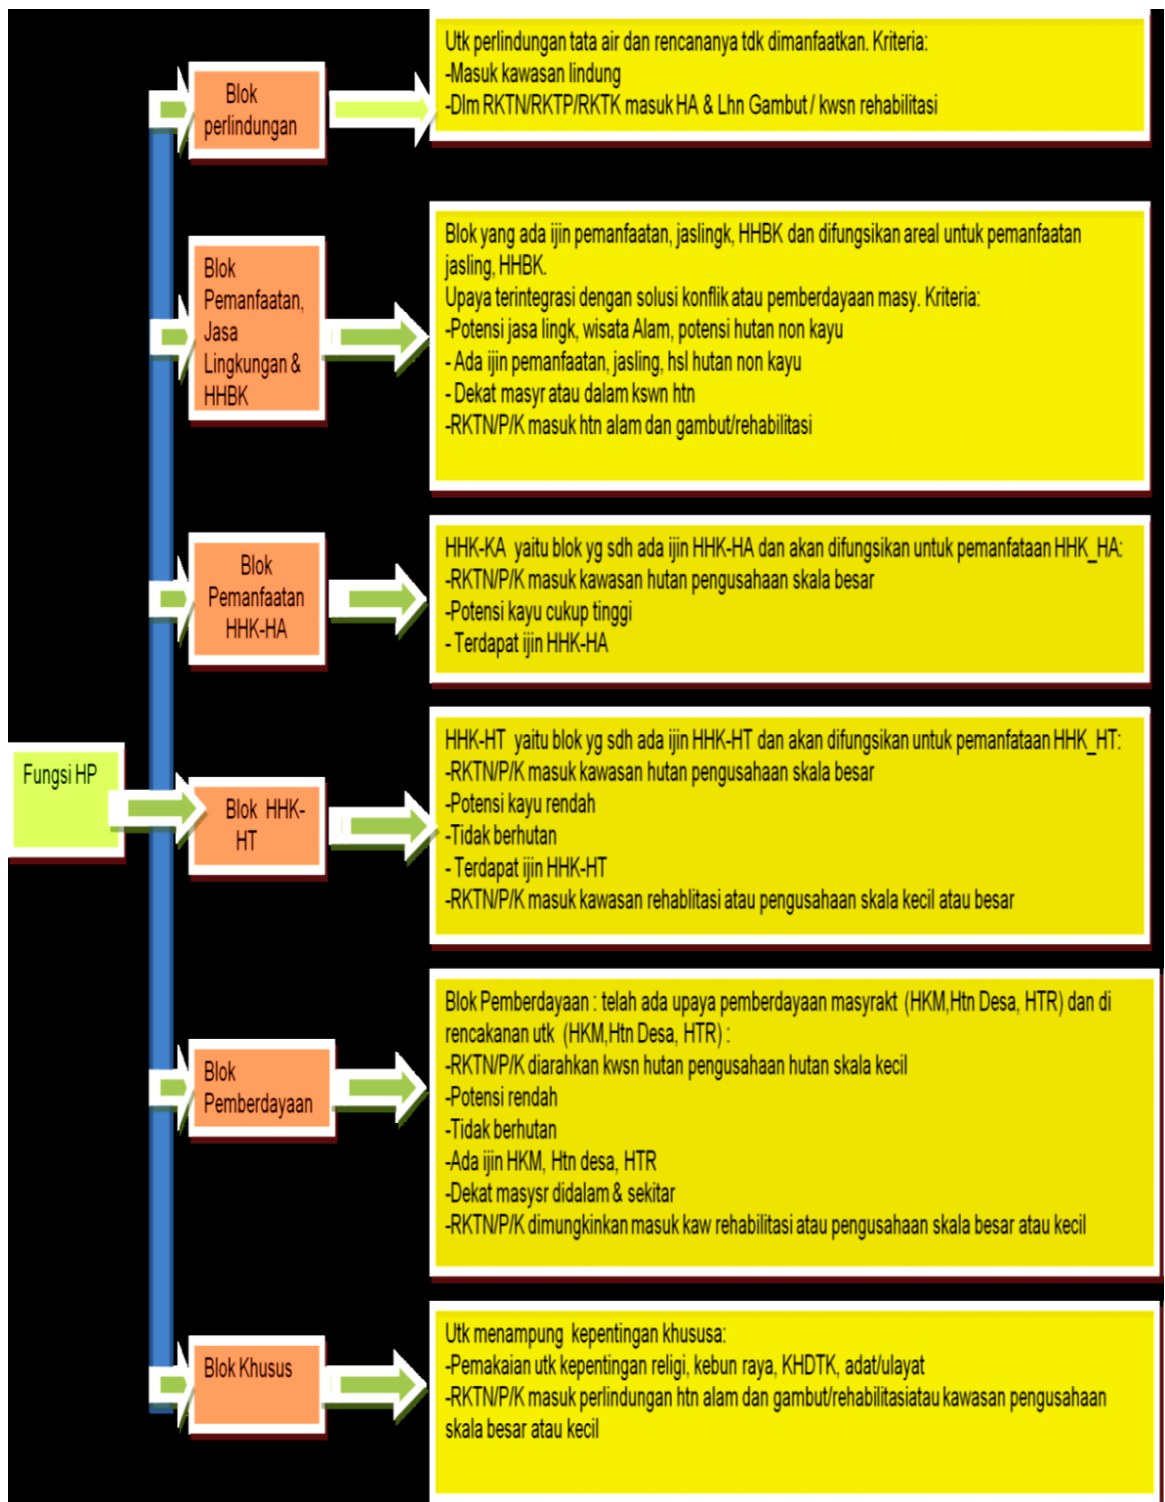 Fungsi HP
Blok
perlindungan
Utk perlindungan tata air dan rencananya tdk dimanfaatkan. Kriteria:
-Masuk kawasan lindung
-Dlm RKTN/RKTP/RKTK masuk HA & Lhn Gambut / kwsn rehabilitasi
Blok
Pemanfaatan,
Jasa
Lingkungan &
HHBK
Blok yang ada ijin pemanfaatan, jaslingk, HHBK dan difungsikan areal untuk pemanfaatan
jasling, HHBK.
Upaya terintegrasi dengan solusi konflik atau pemberdayaan masy. Kriteria:
-Potensi jasa lingk, wisata Alam, potensi hutan non kayu
- Ada ijin pemanfaatan, jasling, hsl hutan non kayu
- Dekat masyr atau dalam kswn htn
-RKTN/P/K masuk htn alam dan gambut/rehabilitasi
Blok
Pemanfaatan
HHK-HA
HHK-KA yaitu blok yg sdh ada ijin HHK-HA dan akan difungsikan untuk pemanfataan HHK_HA:
-RKTN/P/K masuk kawasan hutan pengusahaan skala besar
-Potensi kayu cukup tinggi
- Terdapat ijin HHK-HA
Blok HHK-
HT
HHK-HT yaitu blok yg sdh ada ijin HHK-HT dan akan difungsikan untuk pemanfataan HHK_HT:
-RKTN/P/K masuk kawasan hutan pengusahaan skala besar
-Potensi kayu rendah
-Tidak berhutan
- Terdapat ijin HHK-HT
-RKTN/P/K masuk kawasan rehablitasi atau pengusahaan skala kecil atau besar
Blok
Pemberdayaan
Blok Pemberdayaan : telah ada upaya pemberdayaan masyrakt (HKM,Htn Desa, HTR) dan di
rencakanan utk (HKM,Htn Desa, HTR) :
-RKTN/P/K diarahkan kwsn hutan pengusahaan hutan skala kecil
-Potensi rendah
-Tidak berhutan
-Ada ijin HKM, Htn desa, HTR
-Dekat masysr didalam & sekitar
-RKTN/P/K dimungkinkan masuk kaw rehabilitasi atau pengusahaan skala besar atau kecil
Blok Khusus
Utk menampung kepentingan khususa:
-Pemakaian utk kepentingan religi, kebun raya, KHDTK, adat/ulayat
-RKTN/P/K masuk perlindungan htn alam dan gambut/rehabilitasiatau kawasan pengusahaan
skala besar atau kecil